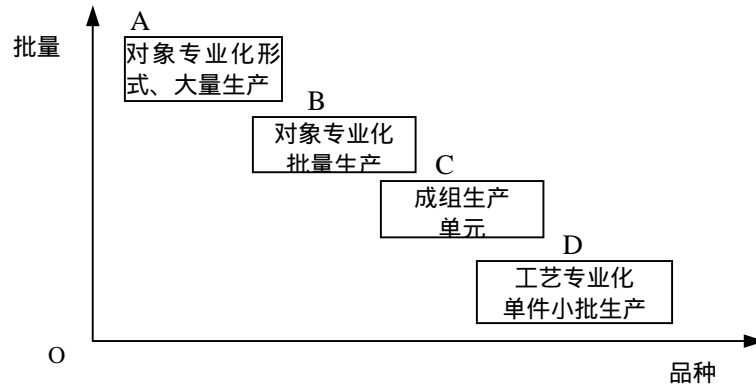 A
批量
对象专业化形
式、大量生产
B
对象专业化
批量生产
C
成组生产
单元
D
工艺专业化
单件小批生产
O
品种